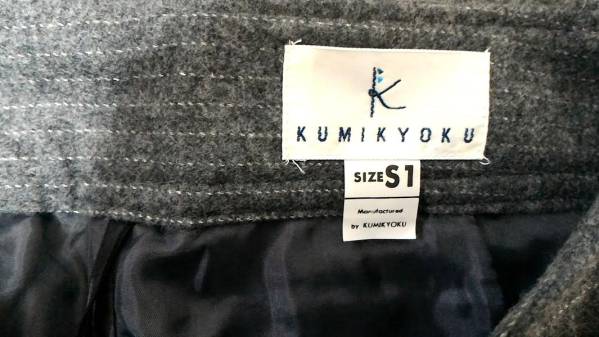 K
KUMIKYOKU
SIZE S1
Manufactured
by KUMIKYOKU